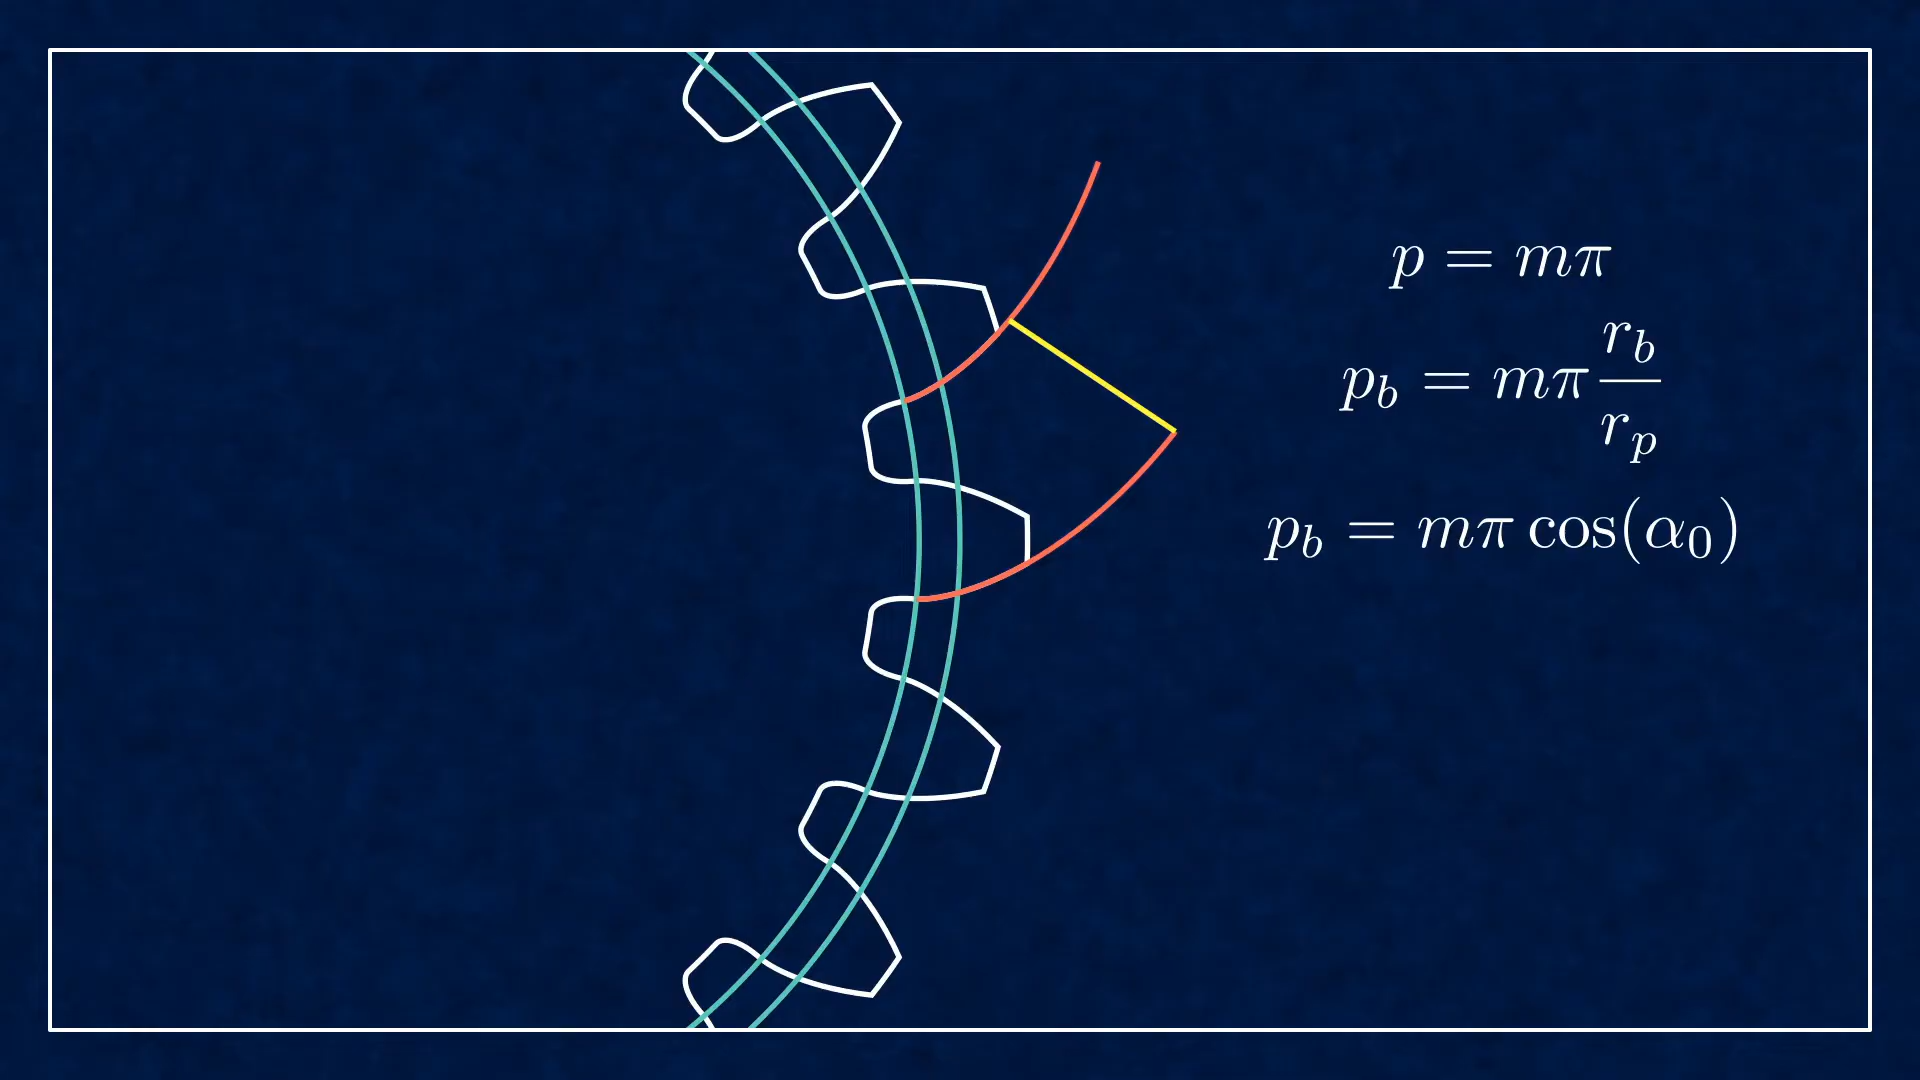 p = mπ
p_b = mπ r_b/r_p
p_b = mπ cos(α_0)